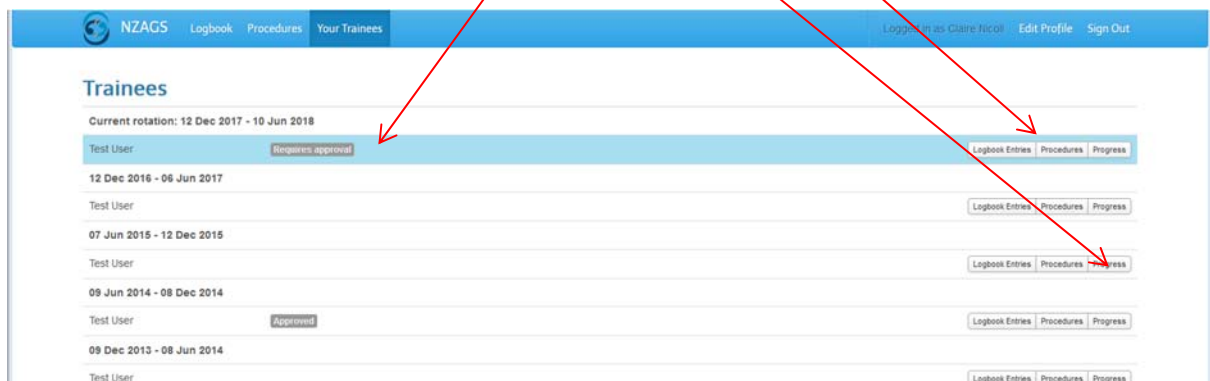 NZAGS Logbook Procedures Your Trainees Logged in as Claire Nicoll Edit Profile Sign Out
Trainees
Current rotation: 12 Dec 2017 - 10 Jun 2018
Test User Requires approval Logbook Entries Procedures Progress
12 Dec 2016 - 06 Jun 2017
Test User Logbook Entries Procedures Progress
07 Jun 2015 - 12 Dec 2015
Test User Logbook Entries Procedures Progress
09 Jun 2014 - 08 Dec 2014
Test User Approved Logbook Entries Procedures Progress
09 Dec 2013 - 08 Jun 2014
Test User Logbook Entries Procedures Progress